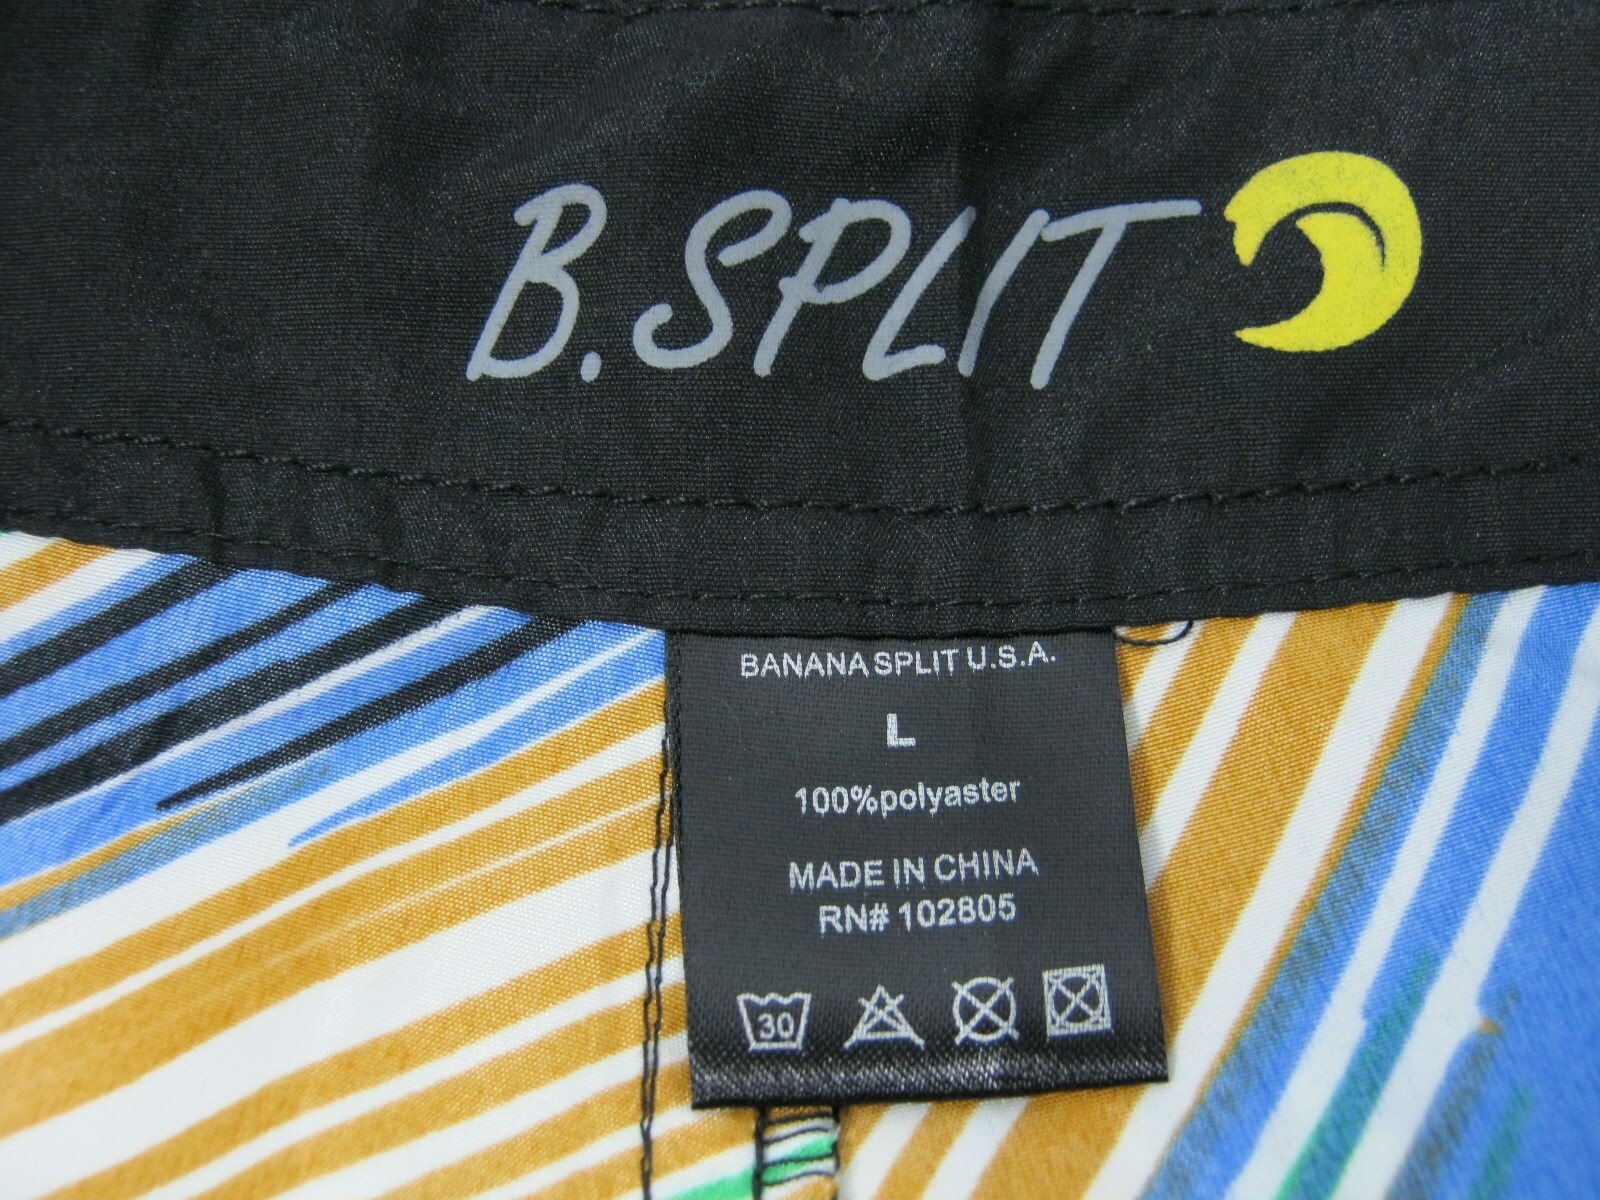 B.SPLIT
BANANA SPLIT U.S.A.
L
100%polyaster
MADE IN CHINA
RN# 102805
30